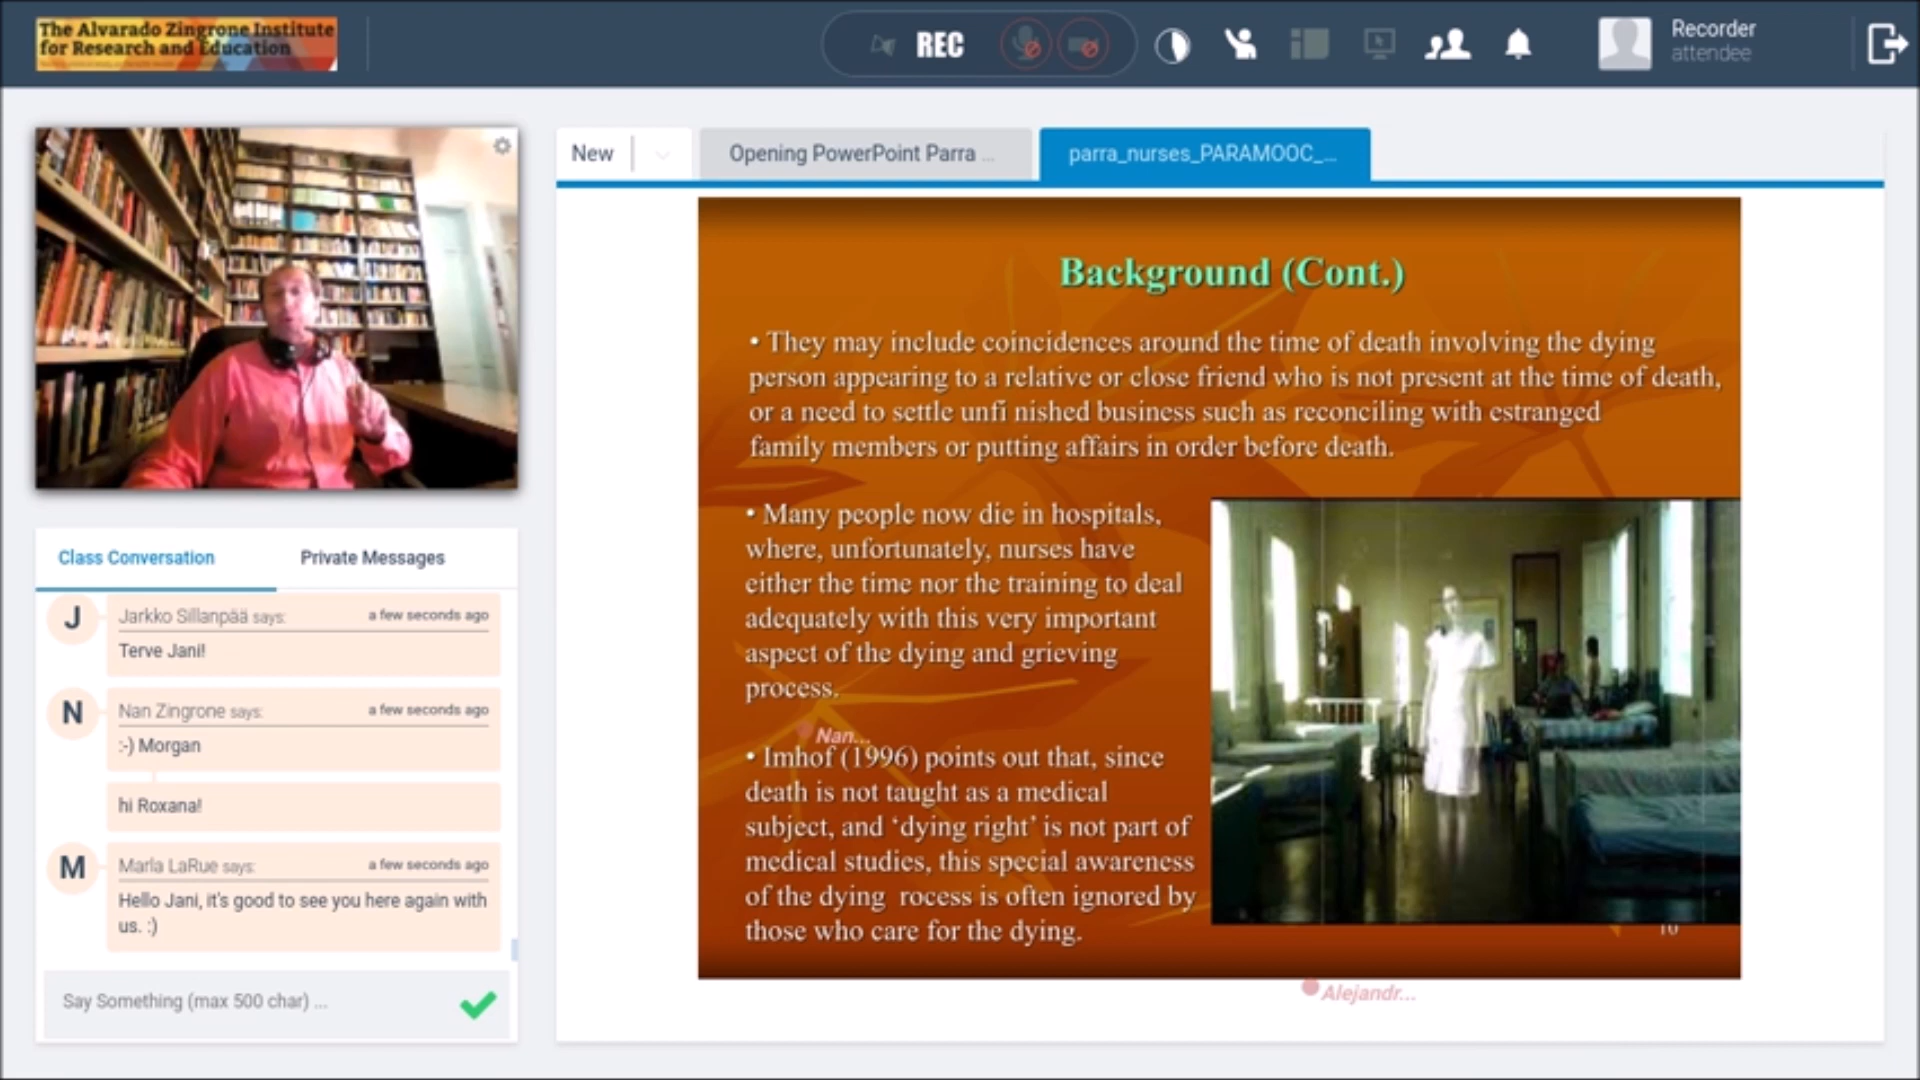 The Alvarado Zingrone Institute
for Research and Education
REC
Recorder
attendee
New
Opening PowerPoint Parra ...
parra_nurses_PARAMOOC_...
Class Conversation
Private Messages
J
Jarkko Sillanpää says:
a few seconds ago
Terve Jani!
N
Nan Zingrone says:
a few seconds ago
:-) Morgan
hi Roxana!
M
Marla LaRue says:
a few seconds ago
Hello Jani, it's good to see you here again with
us. :)
Say Something (max 500 char) ...
Background (Cont.)
• They may include coincidences around the time of death involving the dying
person appearing to a relative or close friend who is not present at the time of death,
or a need to settle unfi nished business such as reconciling with estranged
family members or putting affairs in order before death.
• Many people now die in hospitals,
where, unfortunately, nurses have
either the time nor the training to deal
adequately with this very important
aspect of the dying and grieving
process.
Nan...
• Imhof (1996) points out that, since
death is not taught as a medical
subject, and ‘dying right’ is not part of
medical studies, this special awareness
of the dying  rocess is often ignored by
those who care for the dying.
10
Alejandr...